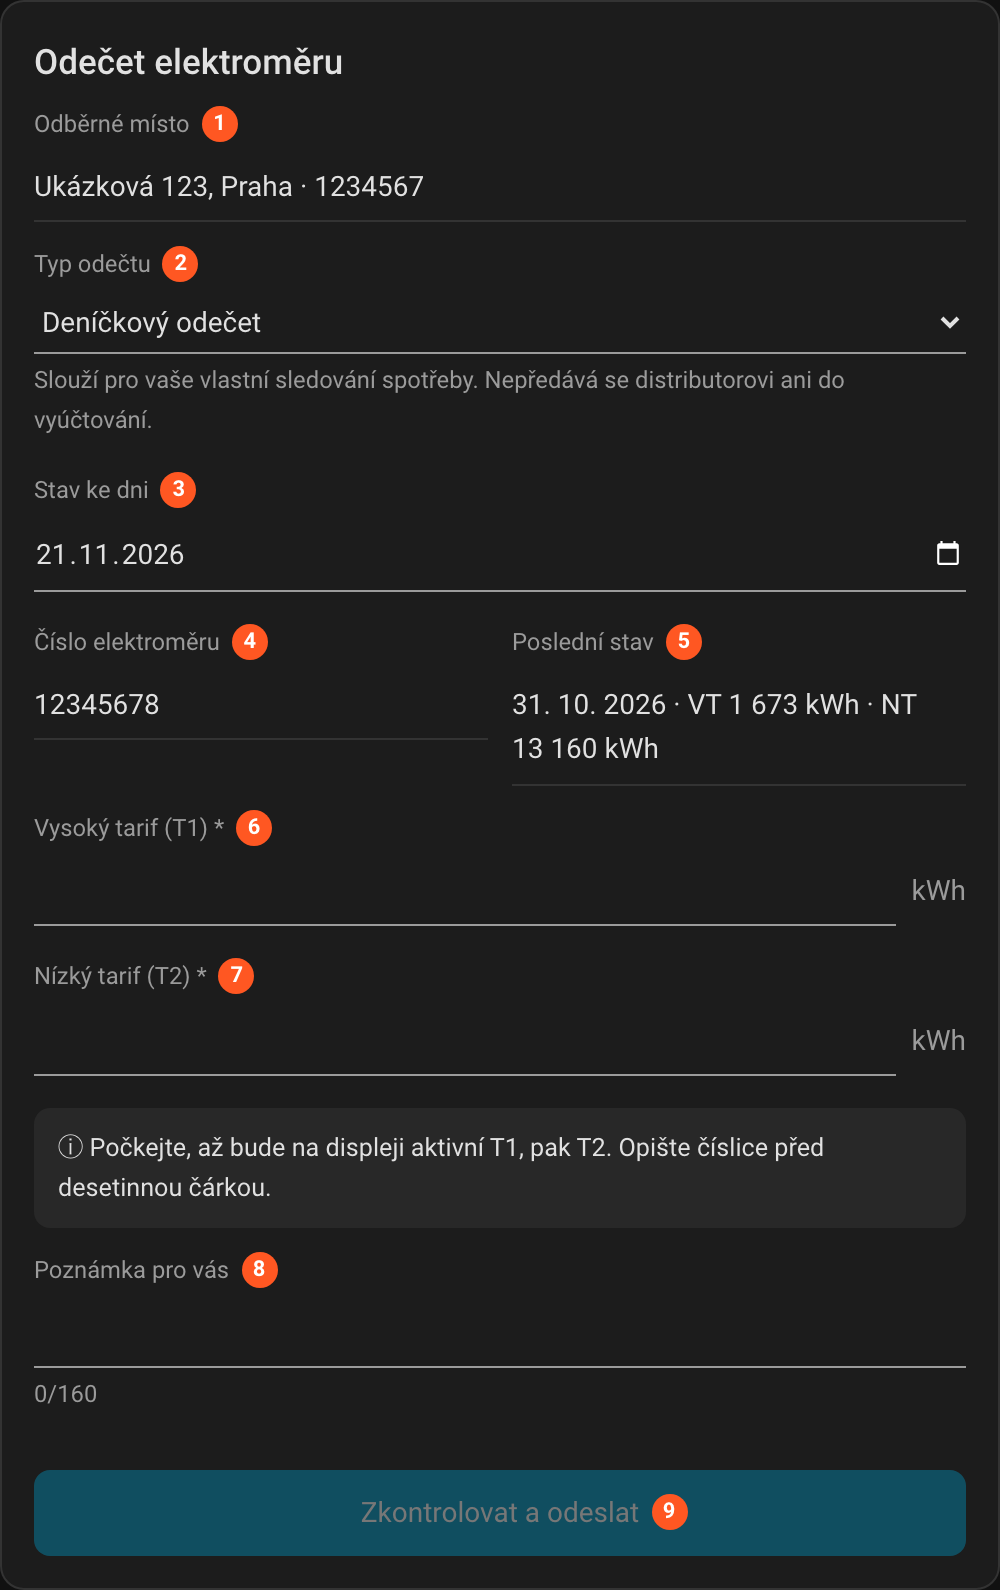 Odečet elektroměru
Odběrné místo 1
Ukázková 123, Praha · 1234567
Typ odečtu 2
Deníčkový odečet
Slouží pro vaše vlastní sledování spotřeby. Nepředává se distributorovi ani do
vyúčtování.
Stav ke dni 3
21.11.2026
Číslo elektroměru 4
12345678
Poslední stav 5
31. 10. 2026 · VT 1 673 kWh · NT
13 160 kWh
Vysoký tarif (T1) * 6
kWh
Nízký tarif (T2) * 7
kWh
ⓘ Počkejte, až bude na displeji aktivní T1, pak T2. Opište číslice před
desetinnou čárkou.
Poznámka pro vás 8
0/160
Zkontrolovat a odeslat 9